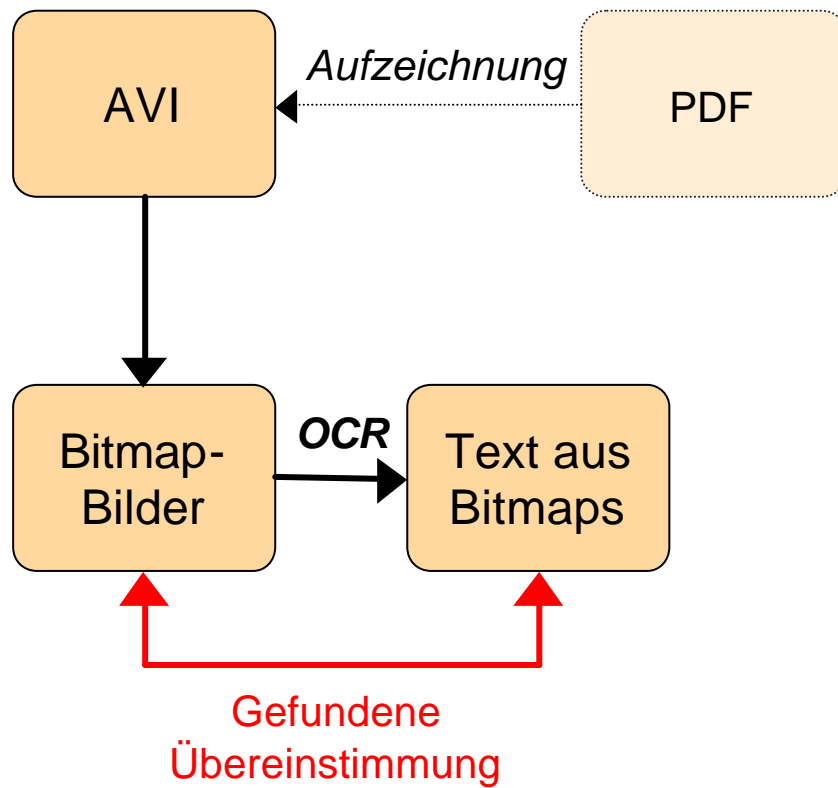 Aufzeichnung
AVI
PDF
Bitmap-
Bilder
OCR
Text aus
Bitmaps
Gefundene
Übereinstimmung